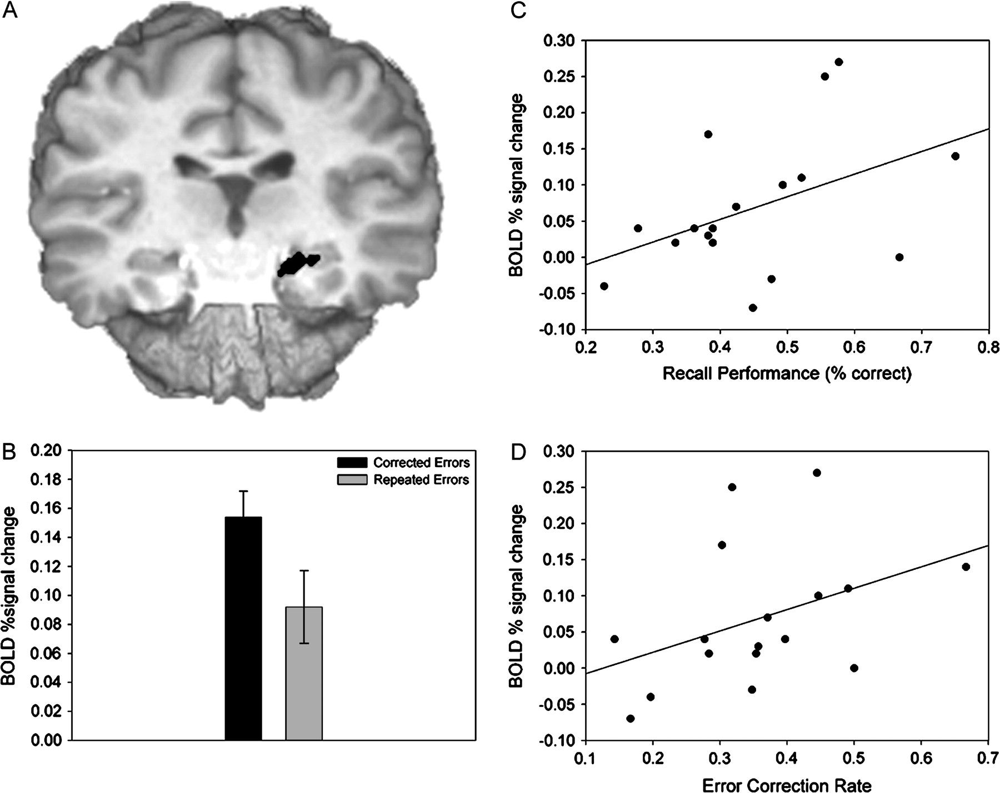 A
B
BOLD %signal change
0.20
0.18
0.16
0.14
0.12
0.10
0.08
0.06
0.04
0.02
0.00
Corrected Errors
Repeated Errors
C
BOLD % signal change
0.30
0.25
0.20
0.15
0.10
0.05
0.00
-0.05
-0.10
0.2 0.3 0.4 0.5 0.6 0.7 0.8
Recall Performance (% correct)
D
BOLD % signal change
0.30
0.25
0.20
0.15
0.10
0.05
0.00
-0.05
-0.10
0.1 0.2 0.3 0.4 0.5 0.6 0.7
Error Correction Rate